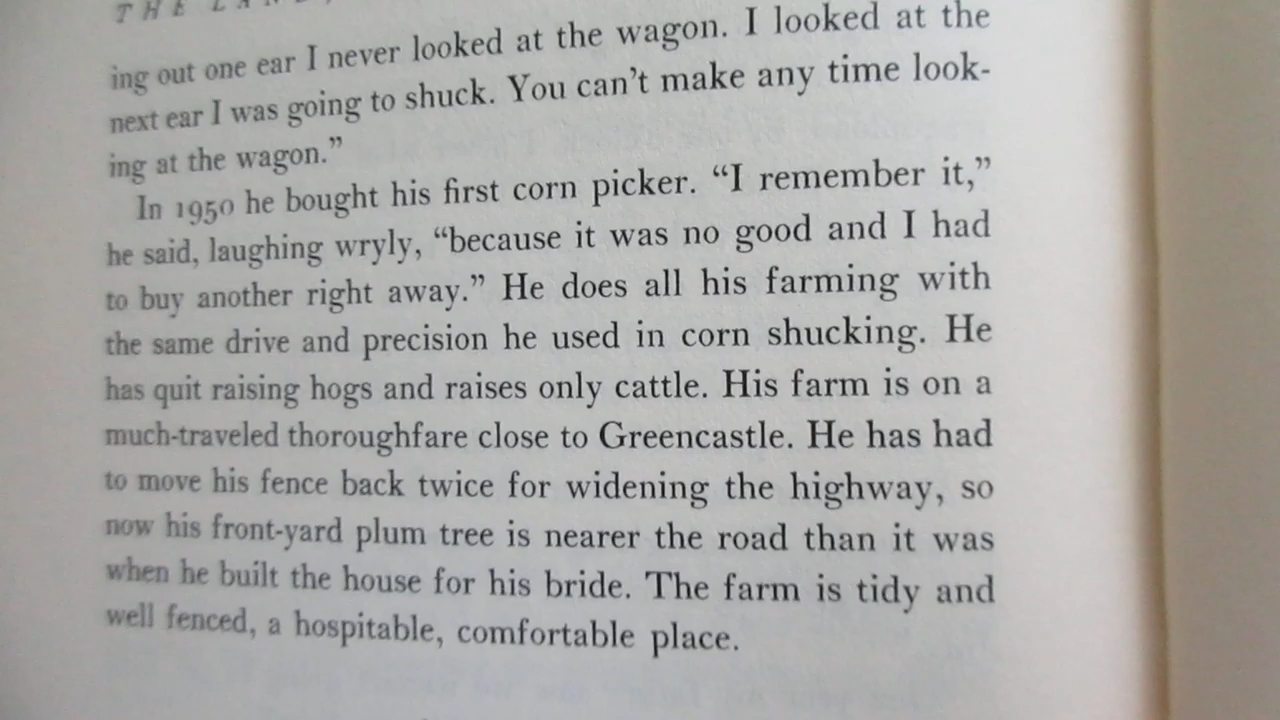 THE
ing out one ear I never looked at the wagon. I looked at the
next ear I was going to shuck. You can’t make any time look-
ing at the wagon.”
In 1950 he bought his first corn picker. “I remember it,”
he said, laughing wryly, “because it was no good and I had
to buy another right away.” He does all his farming with
the same drive and precision he used in corn shucking. He
has quit raising hogs and raises only cattle. His farm is on a
much-traveled thoroughfare close to Greencastle. He has had
to move his fence back twice for widening the highway, so
now his front-yard plum tree is nearer the road than it was
when he built the house for his bride. The farm is tidy and
well fenced, a hospitable, comfortable place.